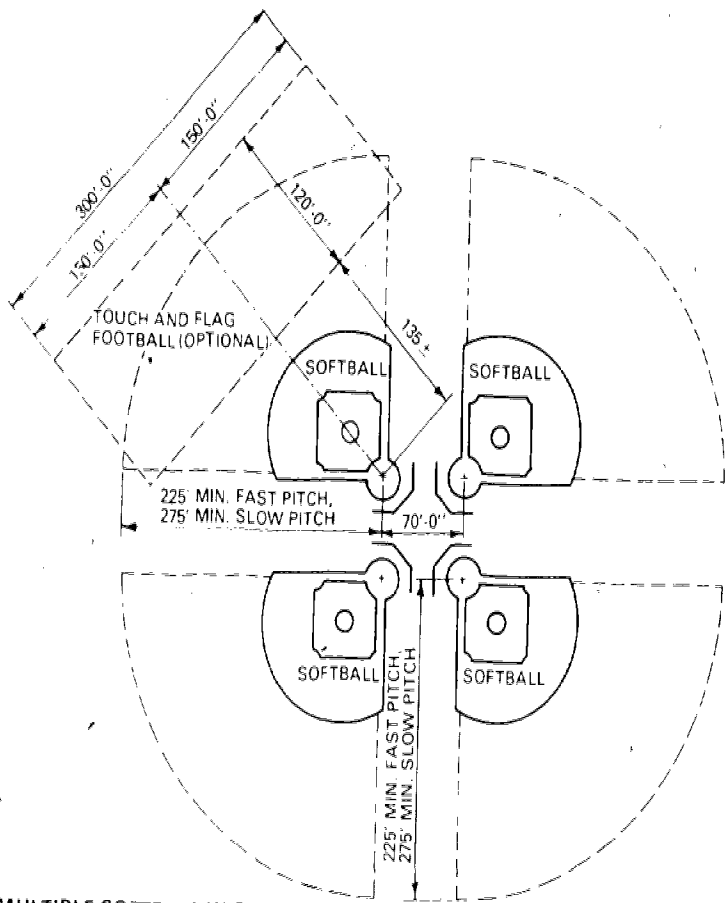 300'-0"
150'-0"
150'-0"
120'-0"
135 ±
TOUCH AND FLAG
FOOTBALL (OPTIONAL)
SOFTBALL
SOFTBALL
225' MIN. FAST PITCH,
275' MIN. SLOW PITCH
70'-0"
SOFTBALL
SOFTBALL
225' MIN. FAST PITCH,
275' MIN. SLOW PITCH
MULTIPLE